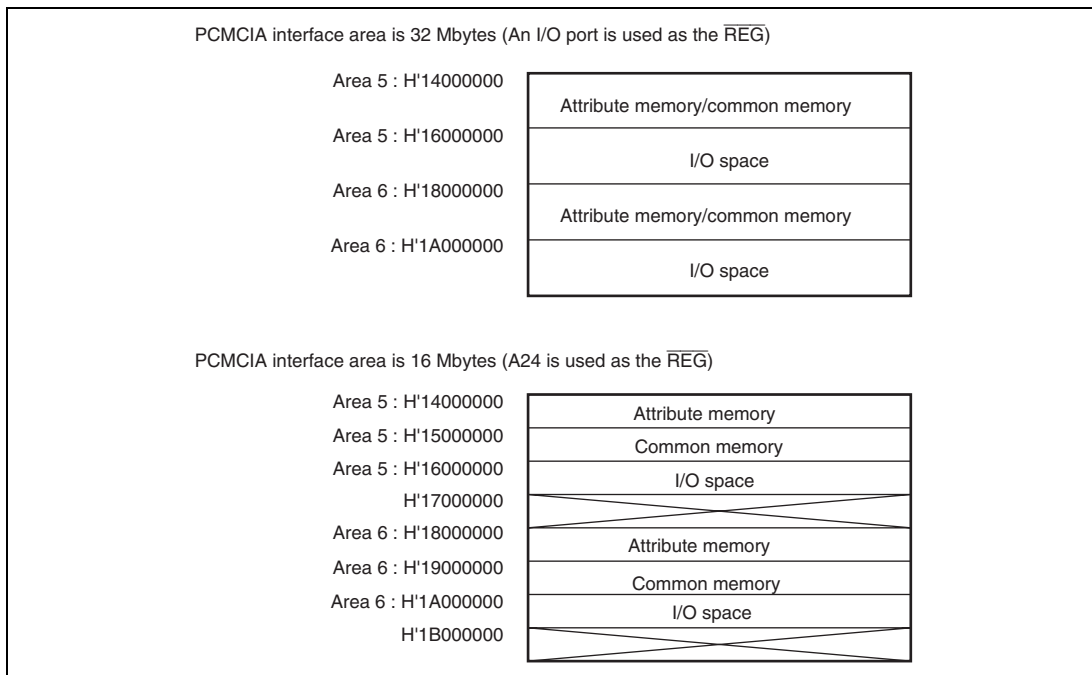 PCMCIA interface area is 32 Mbytes (An I/O port is used as the R̅E̅G̅)
Area 5 : H'14000000
Attribute memory/common memory
Area 5 : H'16000000
I/O space
Area 6 : H'18000000
Attribute memory/common memory
Area 6 : H'1A000000
I/O space
PCMCIA interface area is 16 Mbytes (A24 is used as the R̅E̅G̅)
Area 5 : H'14000000
Attribute memory
Area 5 : H'15000000
Common memory
Area 5 : H'16000000
I/O space
H'17000000
Area 6 : H'18000000
Attribute memory
Area 6 : H'19000000
Common memory
Area 6 : H'1A000000
I/O space
H'1B000000